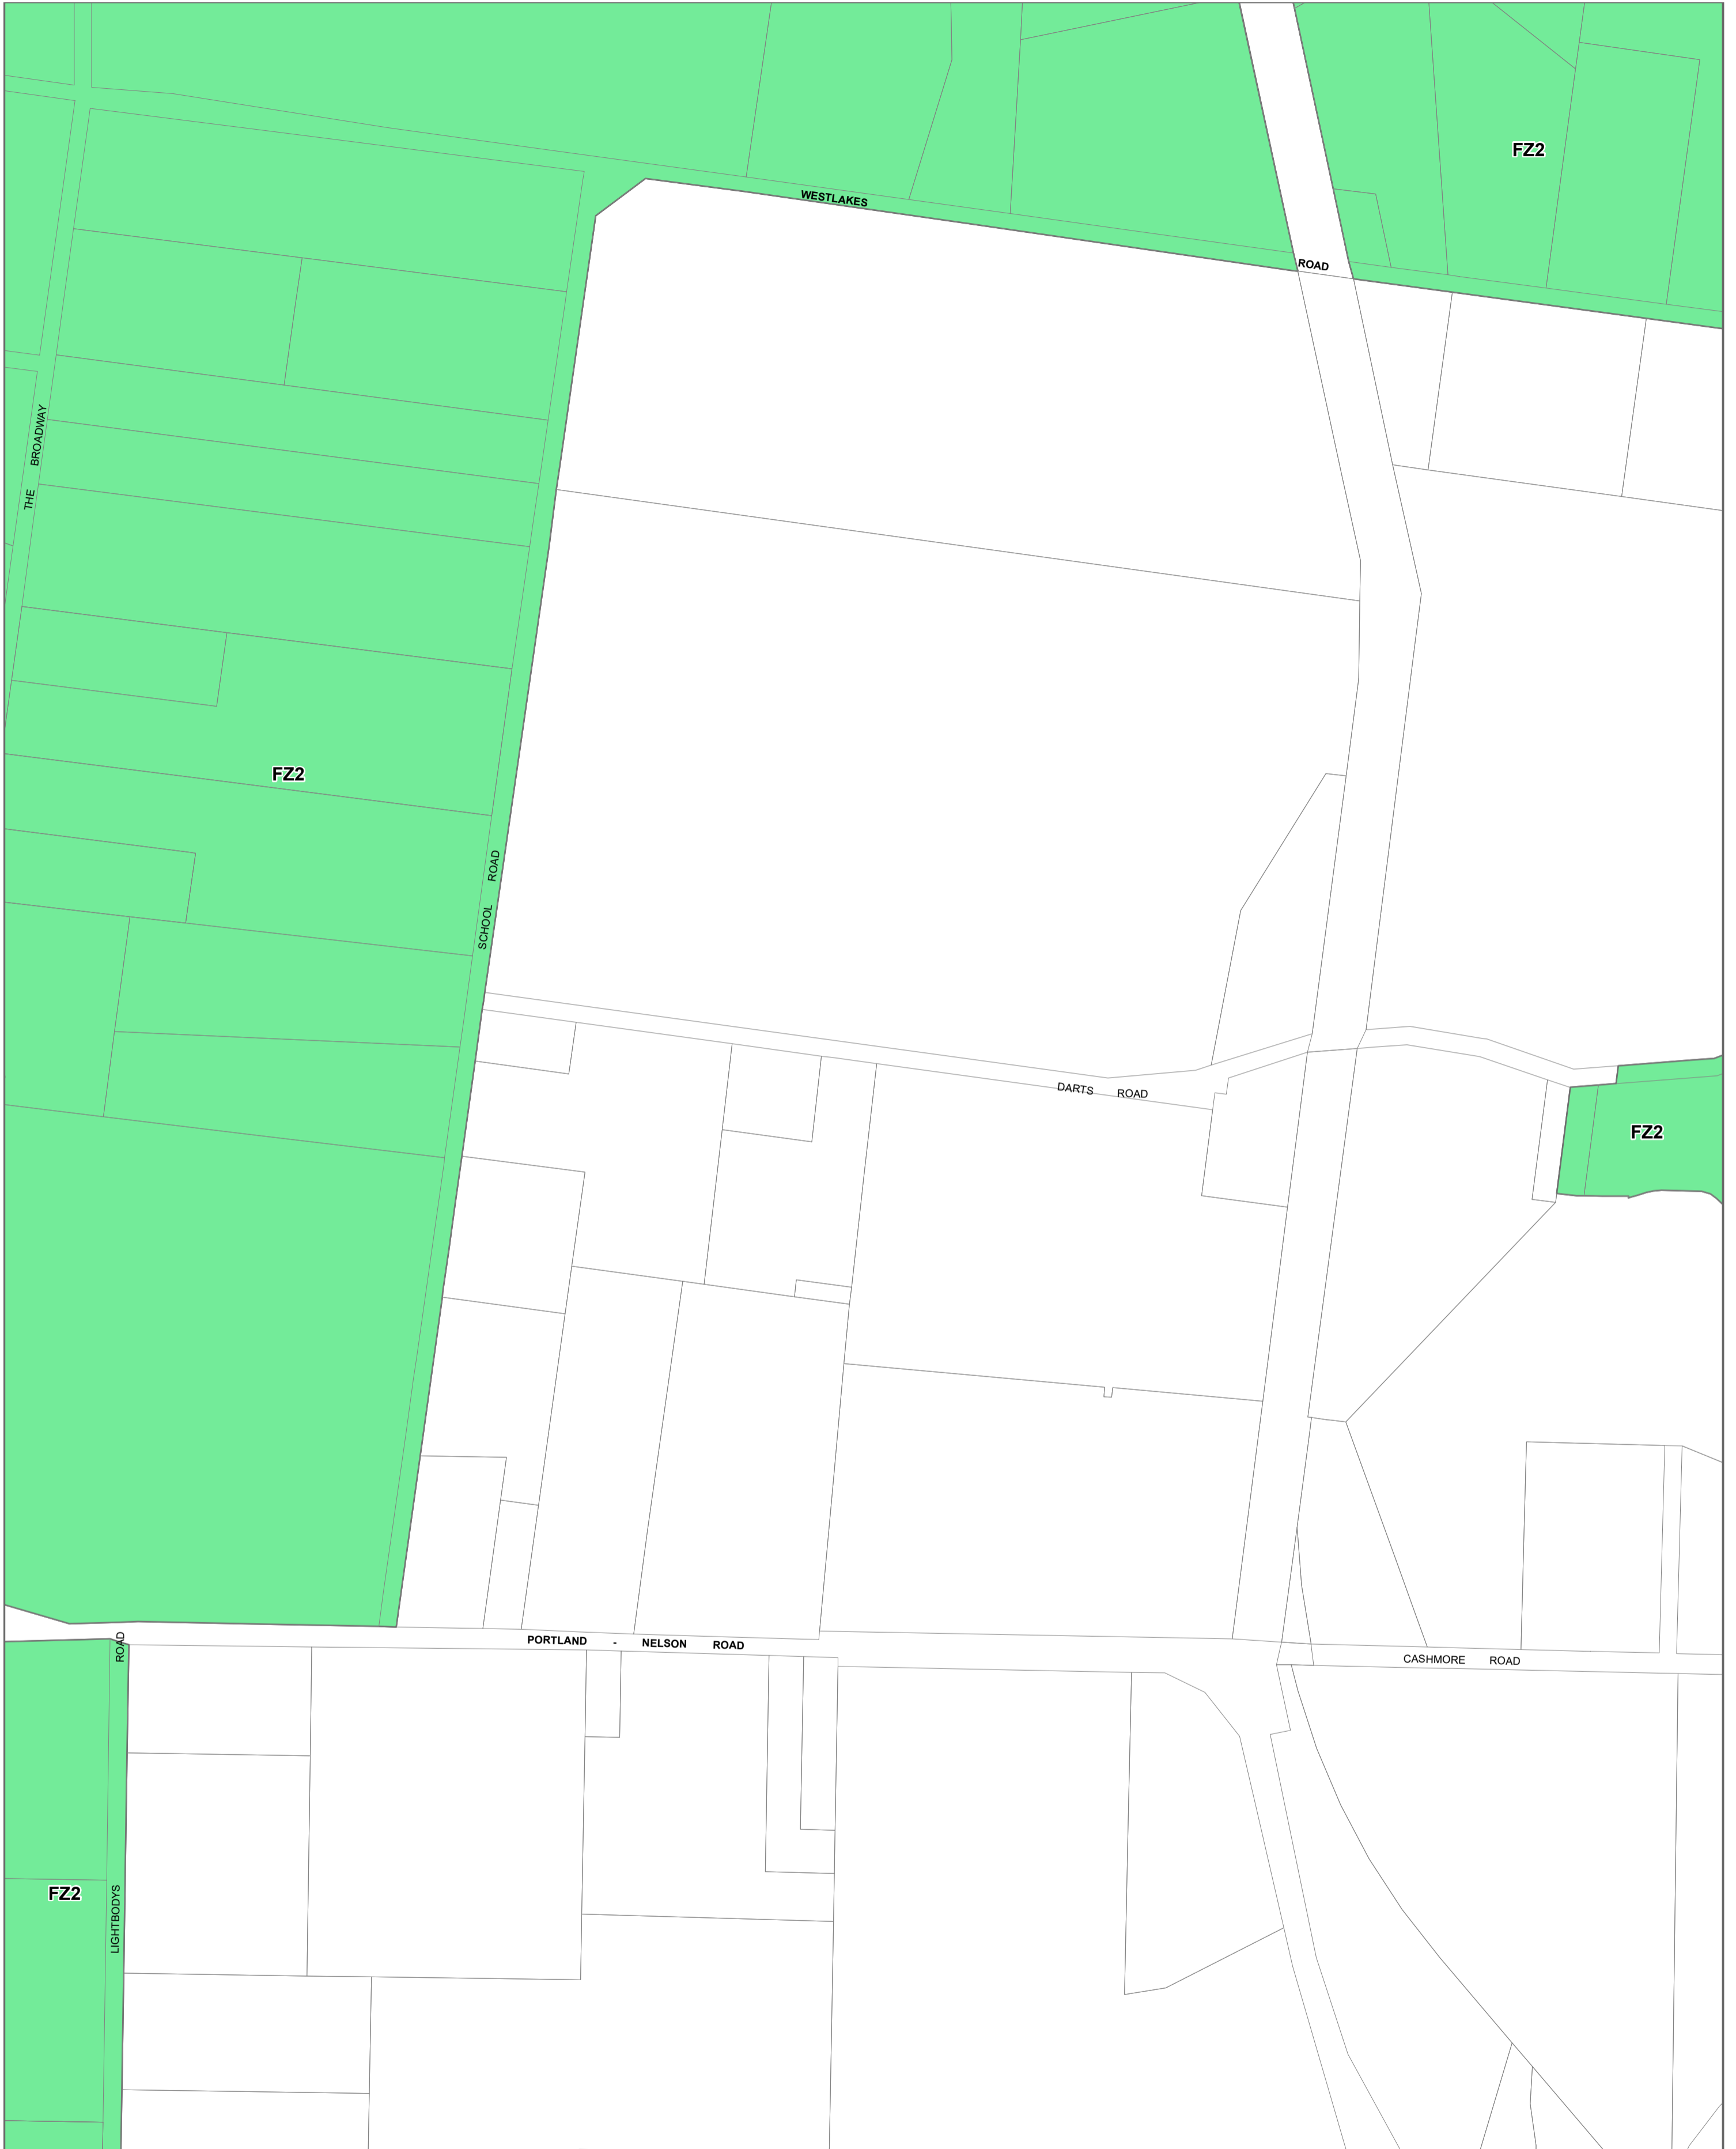 FZ2
WESTLAKES ROAD
THE BROADWAY
FZ2
SCHOOL ROAD
DARTS ROAD
FZ2
PORTLAND - NELSON ROAD
CASHMORE ROAD
LIGHTBODYS ROAD
FZ2